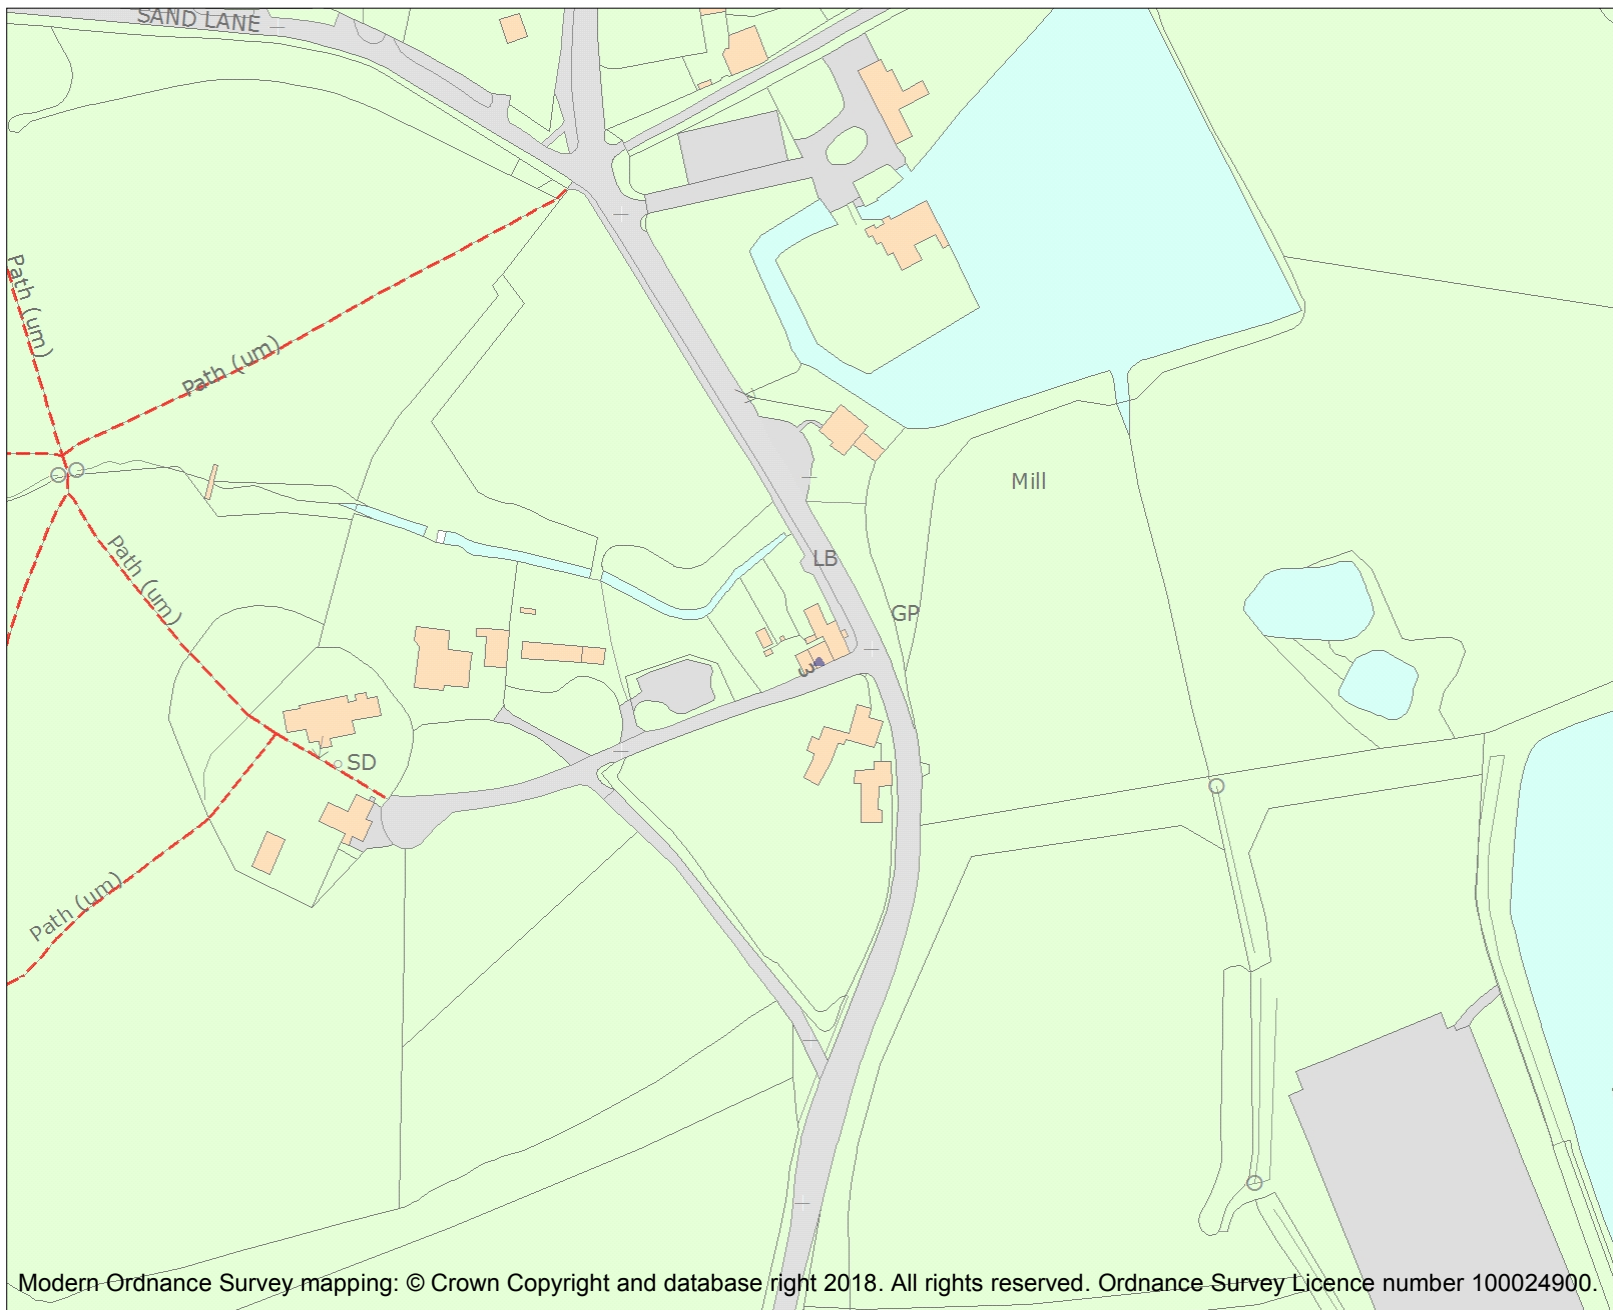 SAND LANE
Path (um)
Path (um)
Mill
Path (um)
LB
GP
3
SD
Path (um)
Modern Ordnance Survey mapping: © Crown Copyright and database right 2018. All rights reserved. Ordnance Survey Licence number 100024900.